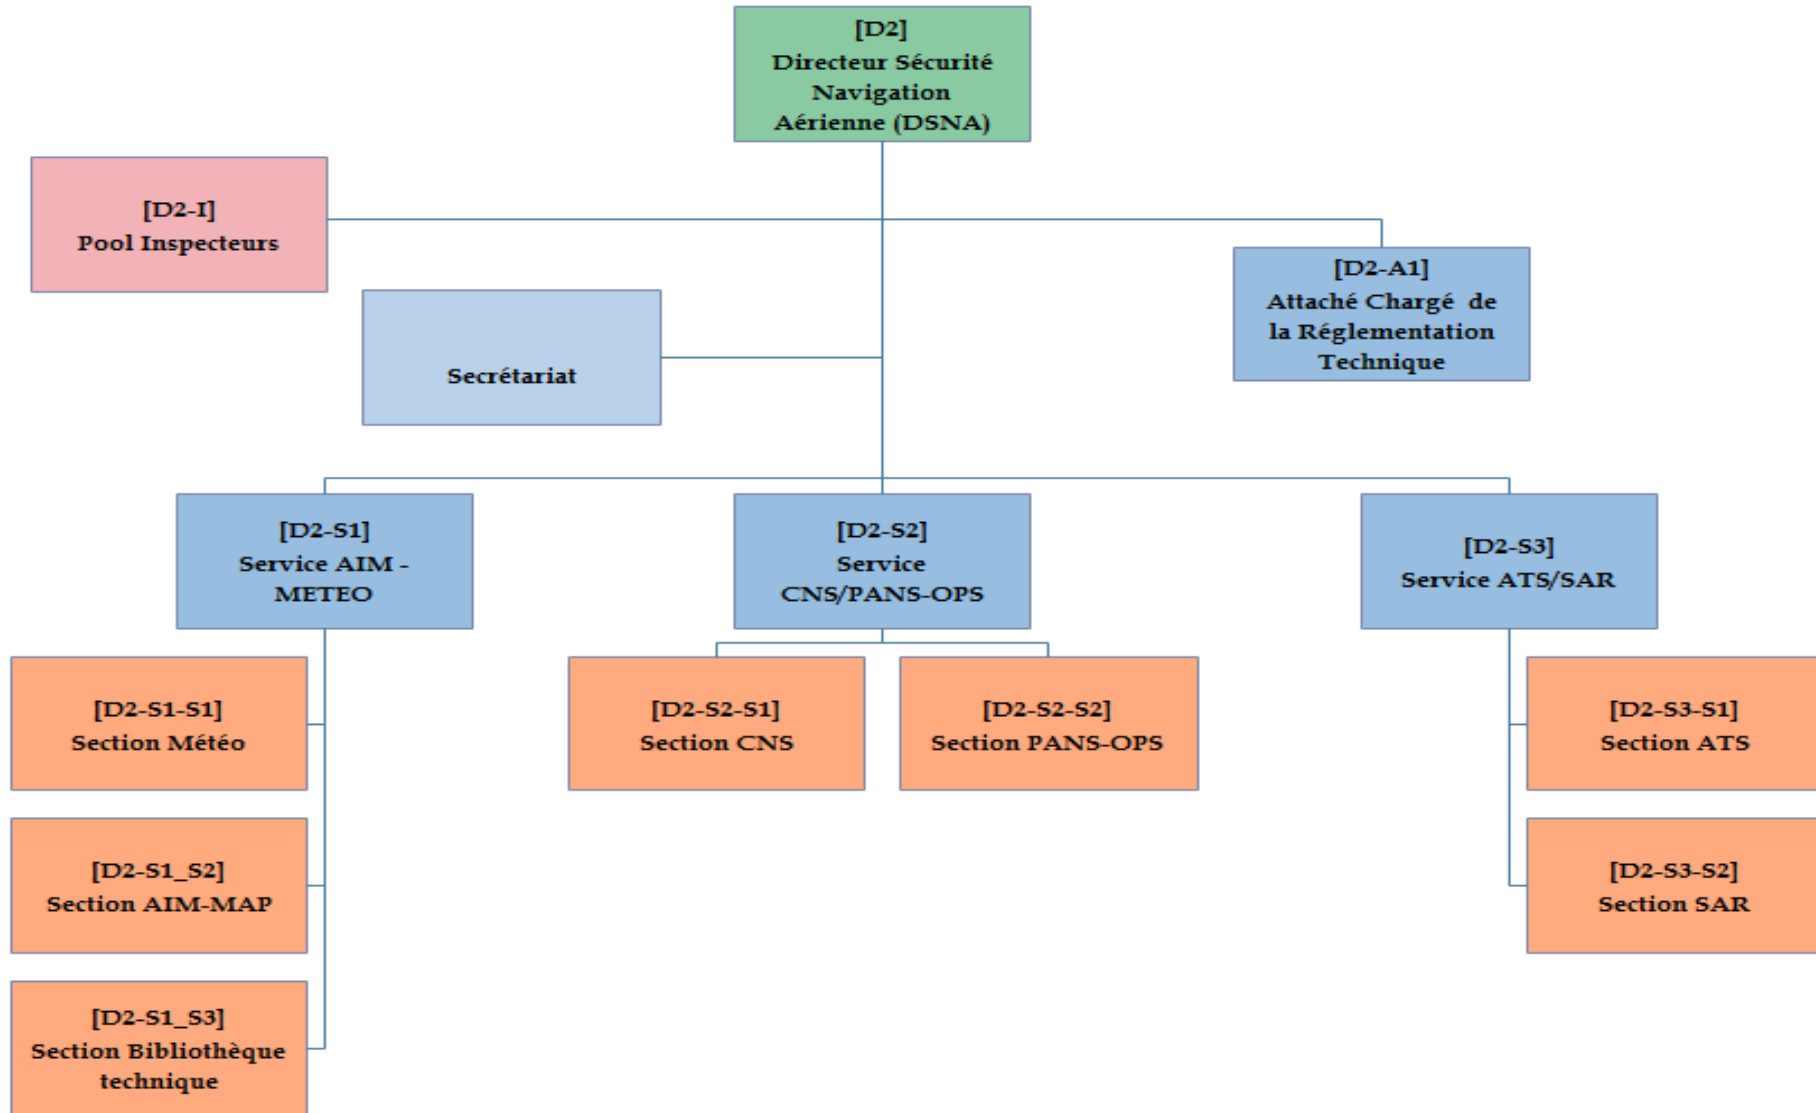 [D2]
Directeur Sécurité
Navigation
Aérienne (DSNA)
[D2-I]
Pool Inspecteurs
[D2-A1]
Attaché Chargé de
la Réglementation
Technique
Secrétariat
[D2-S1]
Service AIM -
METEO
[D2-S2]
Service
CNS/PANS-OPS
[D2-S3]
Service ATS/SAR
[D2-S1-S1]
Section Météo
[D2-S2-S1]
Section CNS
[D2-S2-S2]
Section PANS-OPS
[D2-S3-S1]
Section ATS
[D2-S1_S2]
Section AIM-MAP
[D2-S3-S2]
Section SAR
[D2-S1_S3]
Section Bibliothèque
technique